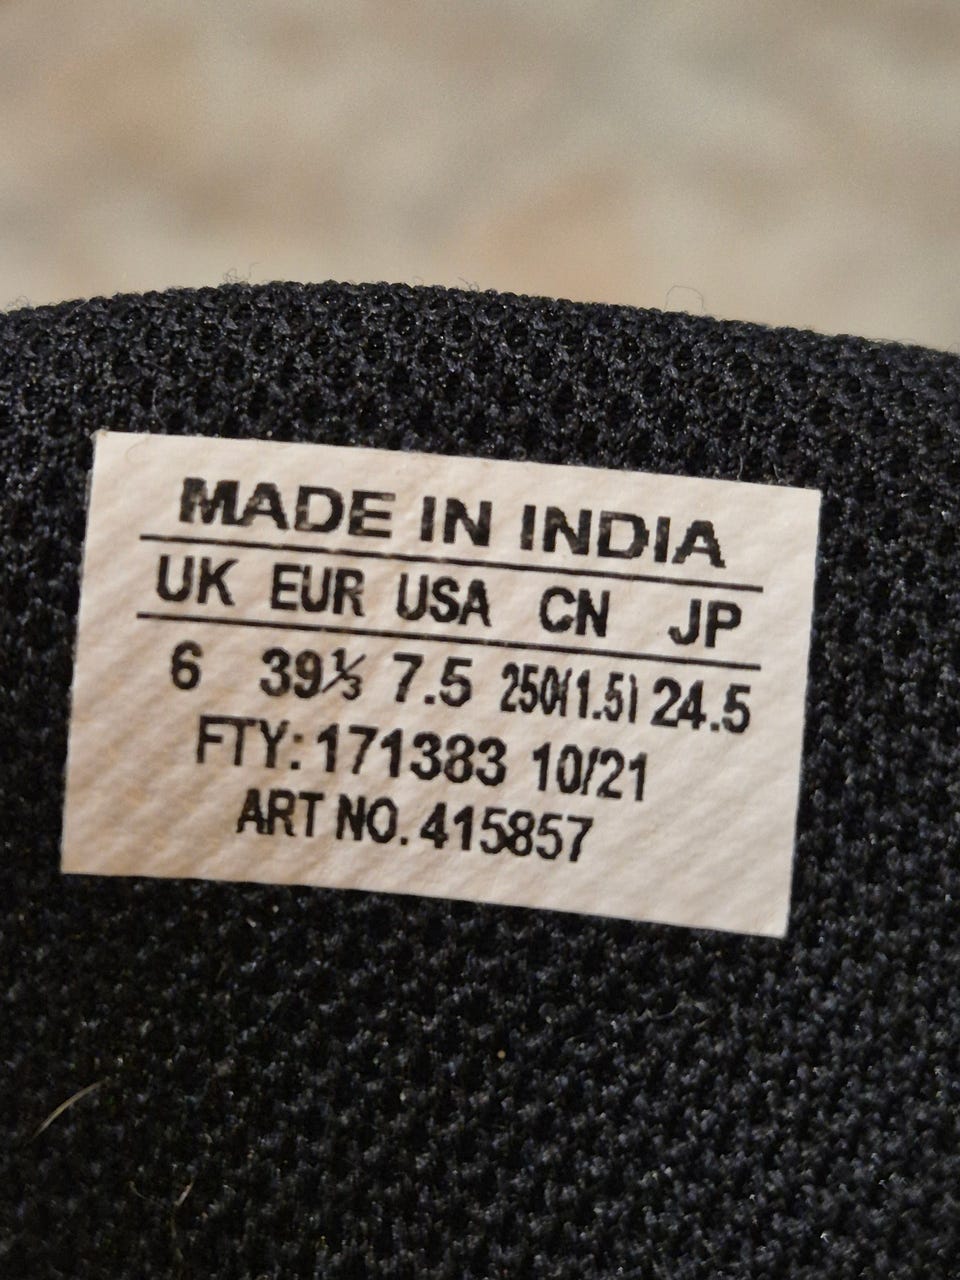 MADE IN INDIA
UK EUR USA CN JP
6 39⅓ 7.5 250(1.5) 24.5
FTY: 171383 10/21
ART NO. 415857